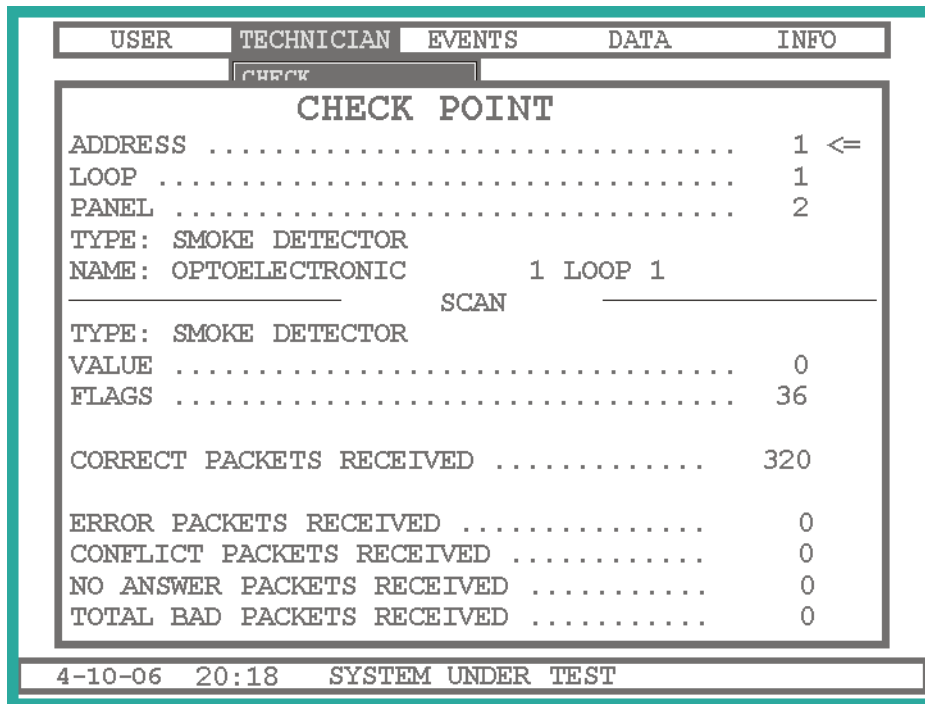 USER TECHNICIAN EVENTS DATA INFO
CHECK
CHECK POINT
ADDRESS ................................ 1 <=
LOOP ................................... 1
PANEL .................................. 2
TYPE: SMOKE DETECTOR
NAME: OPTOELECTRONIC 1 LOOP 1
SCAN
TYPE: SMOKE DETECTOR
VALUE .................................. 0
FLAGS .................................. 36
CORRECT PACKETS RECEIVED ............. 320
ERROR PACKETS RECEIVED ............... 0
CONFLICT PACKETS RECEIVED ............ 0
NO ANSWER PACKETS RECEIVED ........... 0
TOTAL BAD PACKETS RECEIVED ........... 0
4-10-06 20:18 SYSTEM UNDER TEST